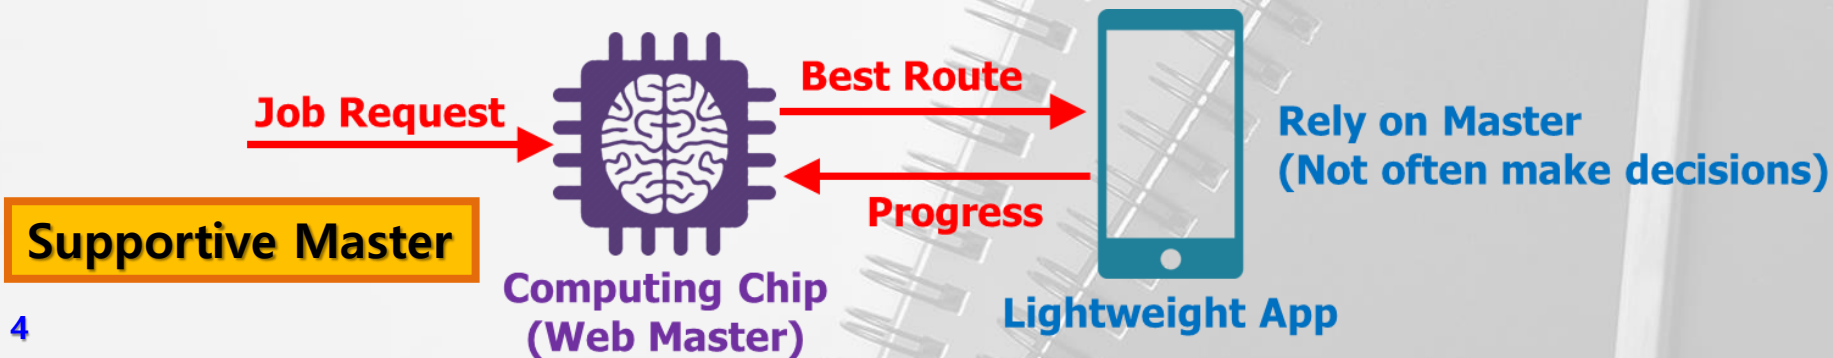 Job Request
Best Route
Progress
Rely on Master
(Not often make decisions)
Supportive Master
Computing Chip
(Web Master)
Lightweight App
4